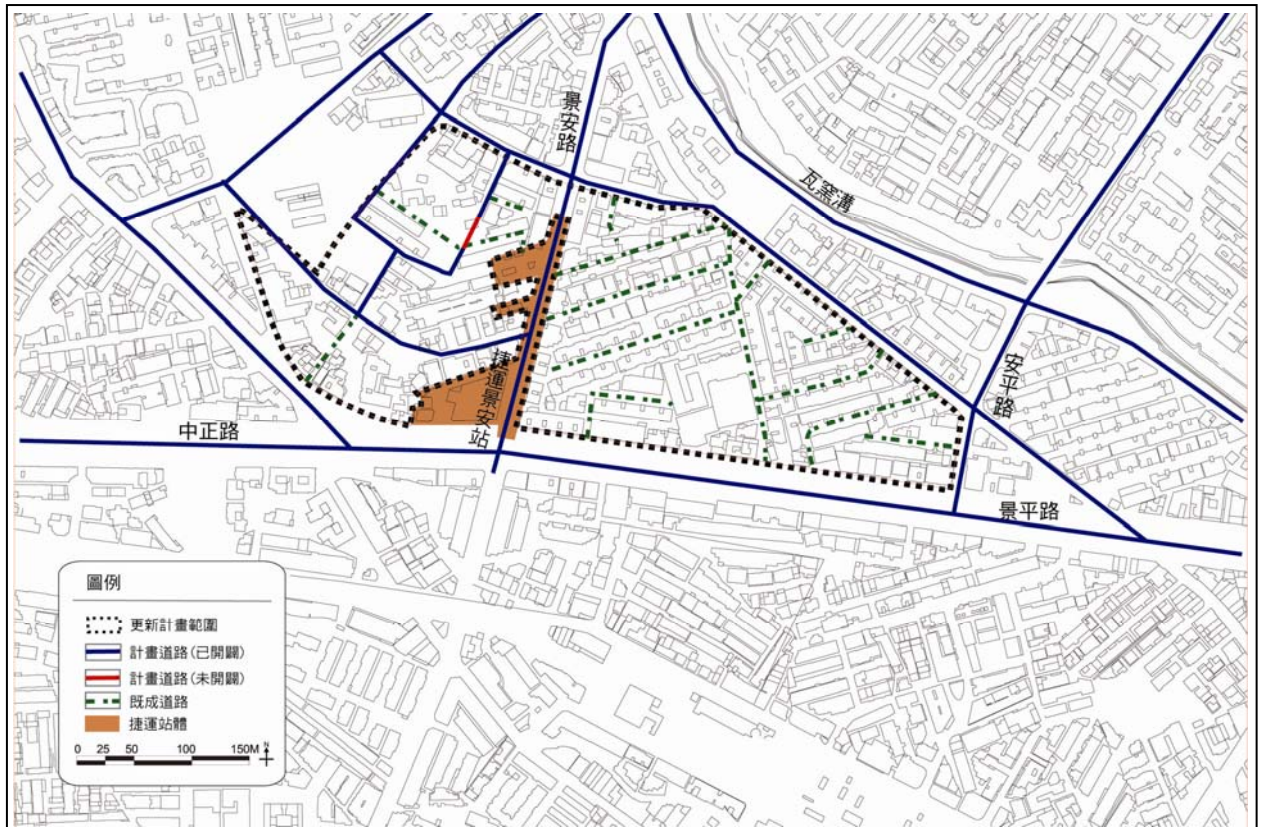 景安路
瓦窑溝
捷運景安站
安平路
中正路
景平路
圖例
更新計畫範圍
計畫道路(已開闢)
計畫道路(未開闢)
既成道路
捷運站體
0 25 50 100 150M N